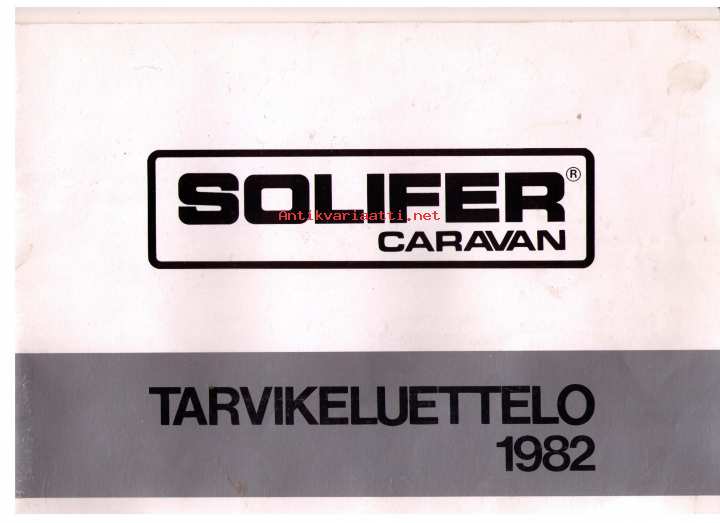 SOLIFER®
Antikvariaatti.net
CARAVAN
TARVIKELUETTELO
1982